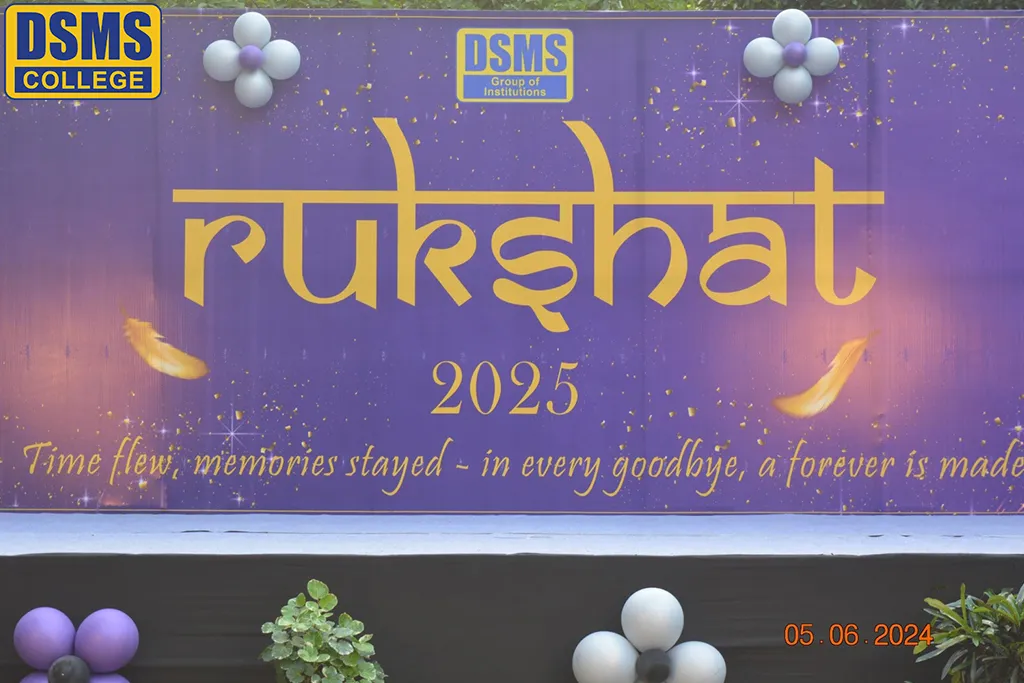 DSMS
COLLEGE
DSMS
Group of
Institutions
rukshat
2025
Time flew, memories stayed - in every goodbye, a forever is made
05.06.2024